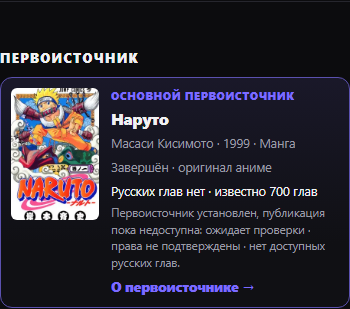 ПЕРВОИСТОЧНИК
ОСНОВНОЙ ПЕРВОИСТОЧНИК
Наруто
Масаси Кисимото · 1999 · Манга
Завершён · оригинал аниме
Русских глав нет · известно 700 глав
Первоисточник установлен, публикация
пока недоступна: ожидает проверки ·
права не подтверждены · нет доступных
русских глав.
О первоисточнике →
NARUTO